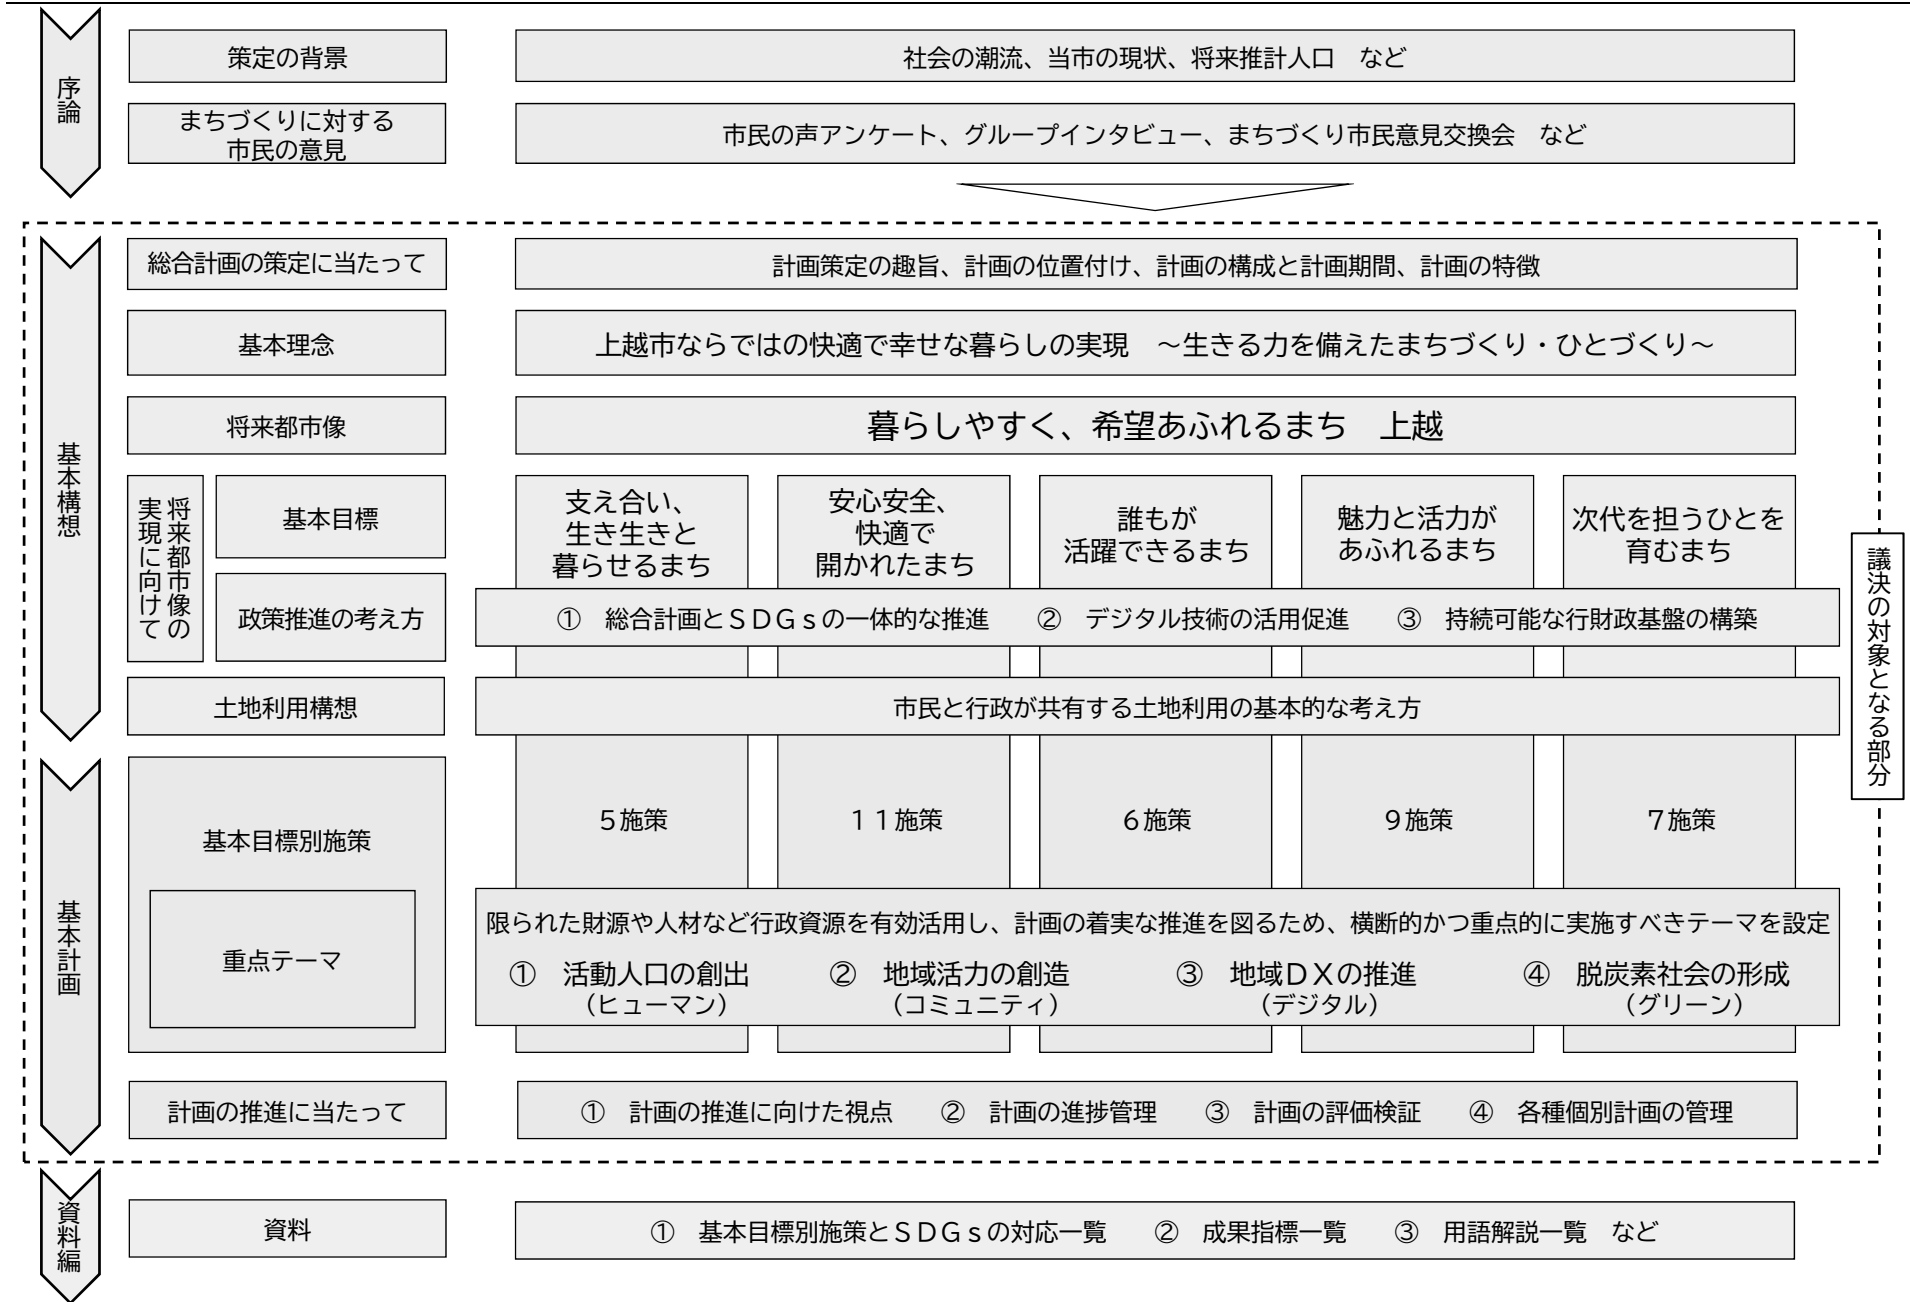 序論
策定の背景
社会の潮流、当市の現状、将来推計人口　など
まちづくりに対する
市民の意見
市民の声アンケート、グループインタビュー、まちづくり市民意見交換会　など
基本構想
総合計画の策定に当たって
計画策定の趣旨、計画の位置付け、計画の構成と計画期間、計画の特徴
基本理念
上越市ならではの快適で幸せな暮らしの実現　～生きる力を備えたまちづくり・ひとづくり～
将来都市像
暮らしやすく、希望あふれるまち　上越
将来都市像の
実現に向けて
基本目標
支え合い、
生き生きと
暮らせるまち
安心安全、
快適で
開かれたまち
誰もが
活躍できるまち
魅力と活力が
あふれるまち
次代を担うひとを
育むまち
政策推進の考え方
①　総合計画とＳＤＧｓの一体的な推進　　②　デジタル技術の活用促進　　③　持続可能な行財政基盤の構築
土地利用構想
市民と行政が共有する土地利用の基本的な考え方
議決の対象となる部分
基本計画
基本目標別施策
５施策
１１施策
６施策
９施策
７施策
重点テーマ
限られた財源や人材など行政資源を有効活用し、計画の着実な推進を図るため、横断的かつ重点的に実施すべきテーマを設定
①　活動人口の創出
（ヒューマン）
②　地域活力の創造
（コミュニティ）
③　地域ＤＸの推進
（デジタル）
④　脱炭素社会の形成
（グリーン）
計画の推進に当たって
①　計画の推進に向けた視点　　②　計画の進捗管理　　③　計画の評価検証　　④　各種個別計画の管理
資料編
資料
①　基本目標別施策とＳＤＧｓの対応一覧　　②　成果指標一覧　　③　用語解説一覧　など